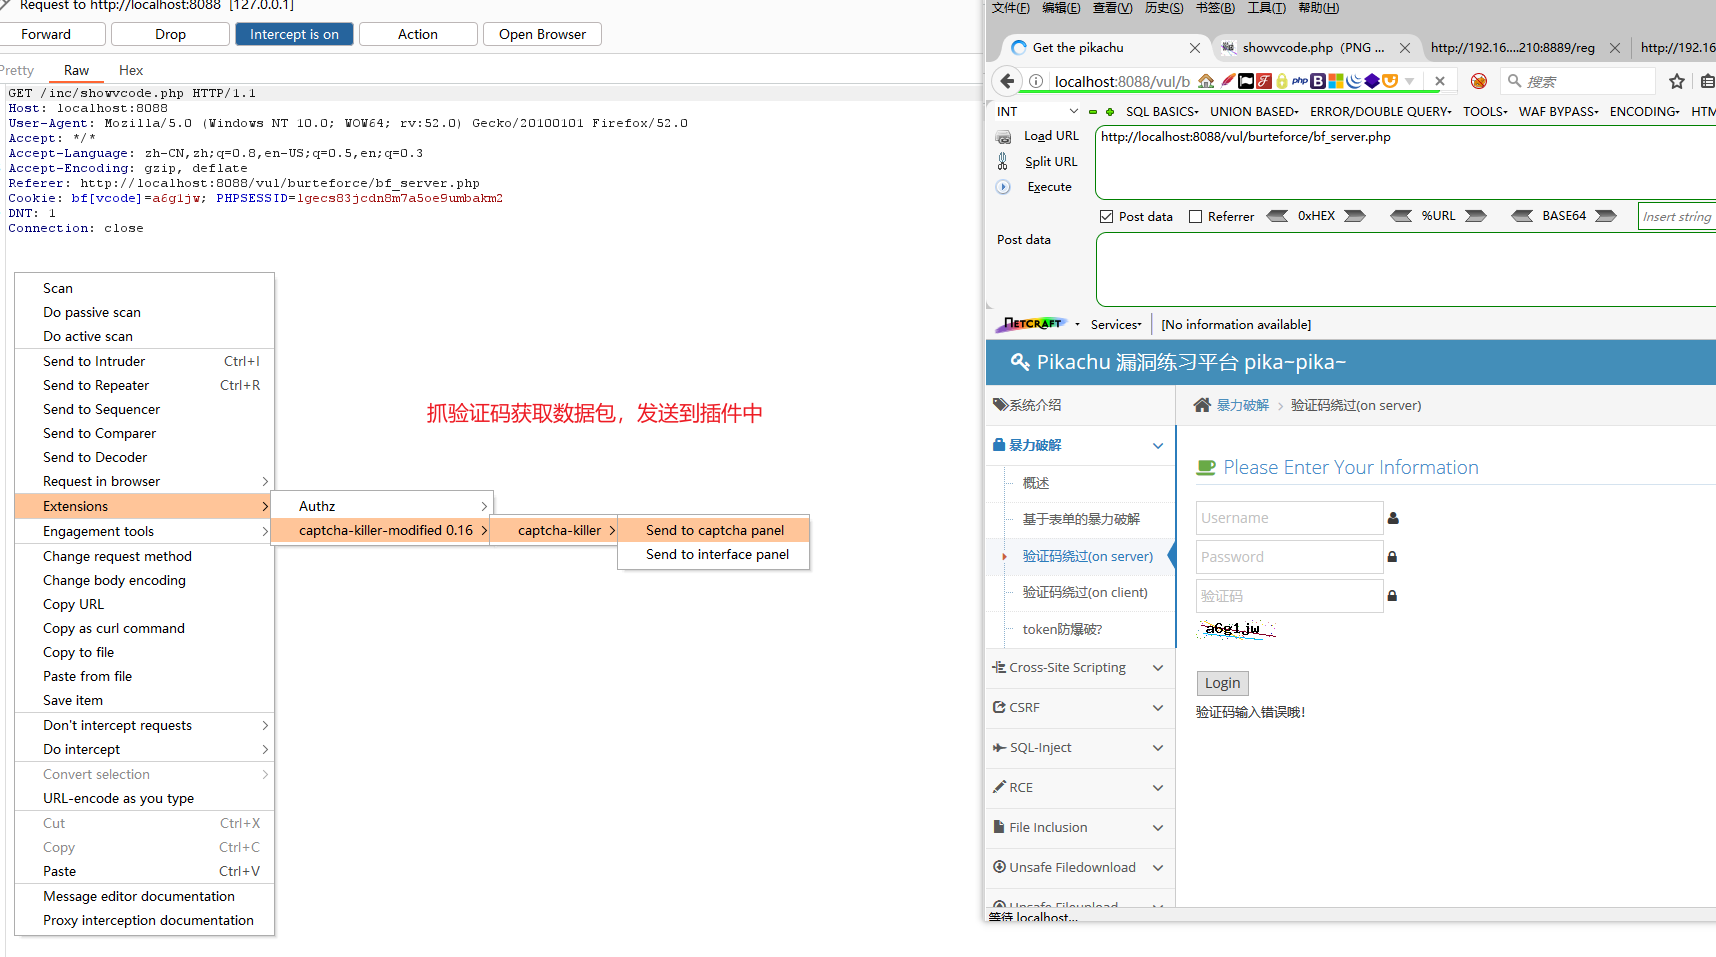 Request to http://localhost:8088 [127.0.0.1]
Forward
Drop
Intercept is on
Action
Open Browser
Pretty
Raw
Hex
GET /inc/showvcode.php HTTP/1.1
Host: localhost:8088
User-Agent: Mozilla/5.0 (Windows NT 10.0; WOW64; rv:52.0) Gecko/20100101 Firefox/52.0
Accept: */*
Accept-Language: zh-CN,zh;q=0.8,en-US;q=0.5,en;q=0.3
Accept-Encoding: gzip, deflate
Referer: http://localhost:8088/vul/burteforce/bf_server.php
Cookie: bf[vcode]=a6g1jw; PHPSESSID=1gecs83jcdn8m7a5oe9umbakm2
DNT: 1
Connection: close
Scan
Do passive scan
Do active scan
Send to Intruder Ctrl+I
Send to Repeater Ctrl+R
Send to Sequencer
Send to Comparer
Send to Decoder
Request in browser
Extensions
Engagement tools
Change request method
Change body encoding
Copy URL
Copy as curl command
Copy to file
Paste from file
Save item
Don't intercept requests
Do intercept
Convert selection
URL-encode as you type
Cut Ctrl+X
Copy Ctrl+C
Paste Ctrl+V
Message editor documentation
Proxy interception documentation
Authz
captcha-killer-modified 0.16
captcha-killer
Send to captcha panel
Send to interface panel
抓验证码获取数据包，发送到插件中
文件(F) 编辑(E) 查看(V) 历史(S) 书签(B) 工具(T) 帮助(H)
Get the pikachu
showvcode.php（PNG ...
http://192.16....210:8889/reg
http://192.16
localhost:8088/vul/b
php
搜索
INT
SQL BASICS UNION BASED ERROR/DOUBLE QUERY TOOLS WAF BYPASS ENCODING HTM
Load URL
Split URL
Execute
http://localhost:8088/vul/burteforce/bf_server.php
Post data
Referrer
0xHEX
%URL
BASE64
Insert string
Post data
NETCRAFT
Services
[No information available]
Pikachu 漏洞练习平台 pika~pika~
系统介绍
暴力破解
概述
基于表单的暴力破解
验证码绕过(on server)
验证码绕过(on client)
token防爆破?
Cross-Site Scripting
CSRF
SQL-Inject
RCE
File Inclusion
Unsafe Filedownload
Unsafe Fileupload
暴力破解
验证码绕过(on server)
Please Enter Your Information
Username
Password
验证码
a6g1jw
Login
验证码输入错误哦!
等待 localhost...